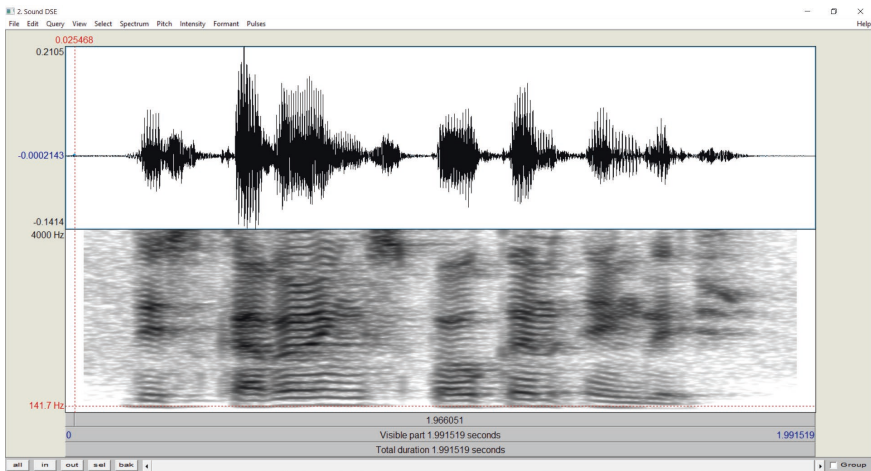 2. Sound DSE
File Edit Query View Select Spectrum Pitch Intensity Formant Pulses Help
0.025468
0.2105
-0.0002143
-0.1414
4000 Hz
141.7 Hz
1.966051
0 Visible part 1.991519 seconds 1.991519
Total duration 1.991519 seconds
all in out sel bak Group